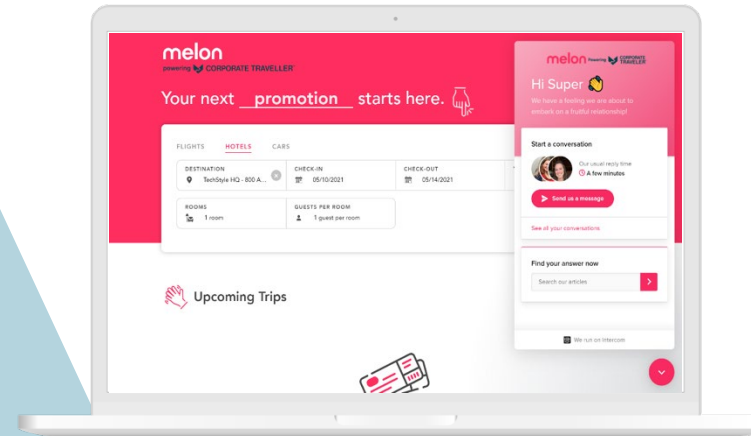 melon
powering CORPORATE TRAVELLER
Your next promotion starts here.
FLIGHTS HOTELS CARS
DESTINATION
TechStyle HQ - 800 A...
CHECK-IN
05/10/2021
CHECK-OUT
05/14/2021
ROOMS
1 room
GUESTS PER ROOM
1 guest per room
Upcoming Trips
melon Powering CORPORATE TRAVELER
Hi Super
We have a feeling we are about to
embark on a fruitful relationship!
Start a conversation
Our usual reply time
A few minutes
Send us a message
See all your conversations
Find your answer now
Search our articles
We run on Intercom